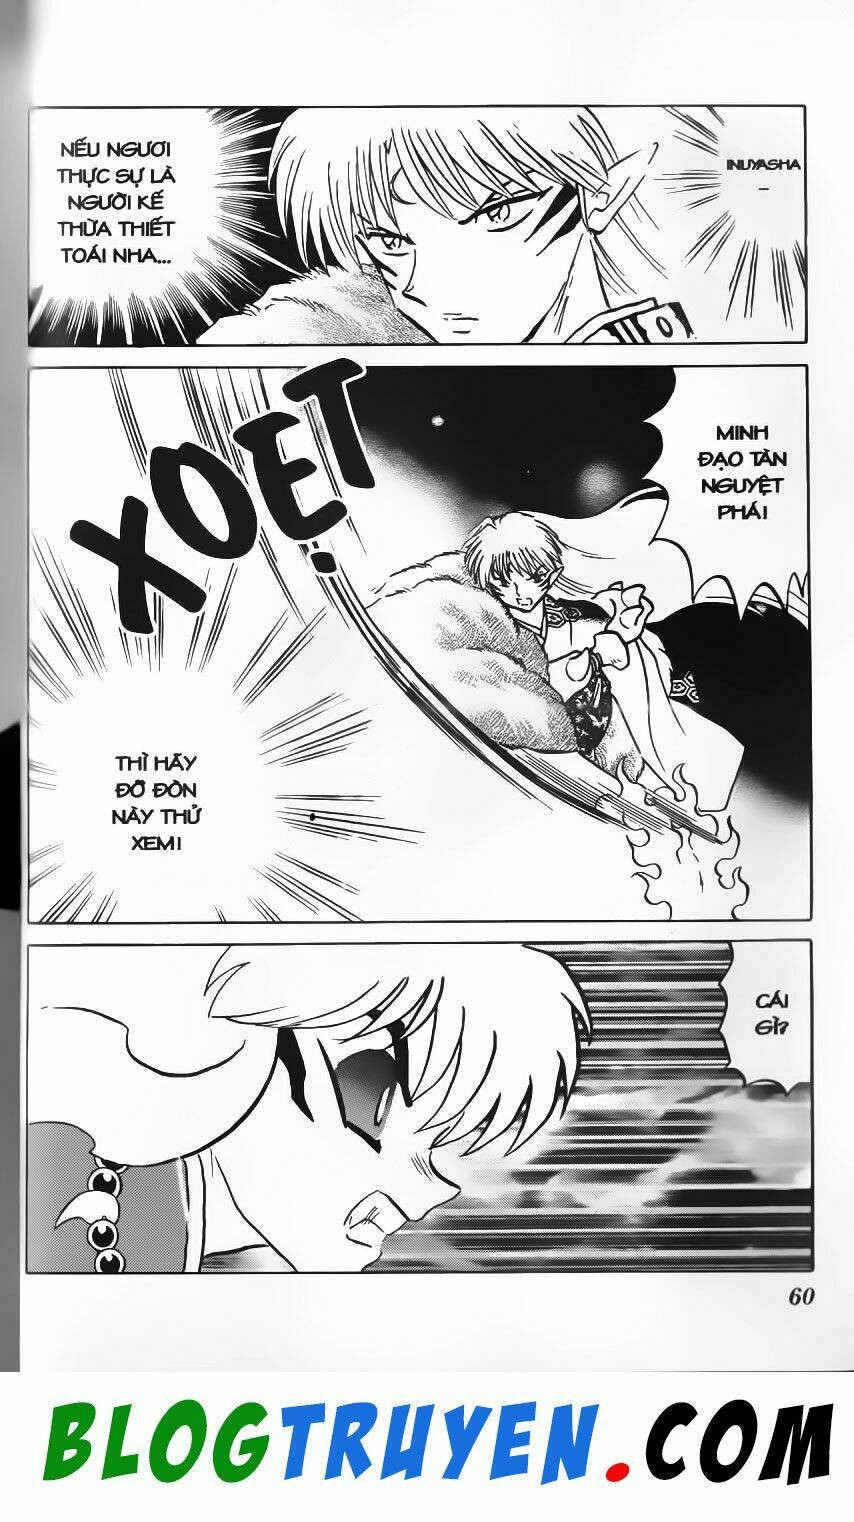 INUYASHA
_
NẾU NGƯƠI
THỰC SỰ LÀ
NGƯỜI KẾ
THỪA THIẾT
TOÁI NHA...
MINH
ĐẠO TÀN
NGUYỆT
PHÁ!
XOẸT
THÌ HÃY
ĐỠ ĐÒN
NÀY THỬ
XEM!
CÁI
GÌ?
60
BLOGTRUYEN.COM